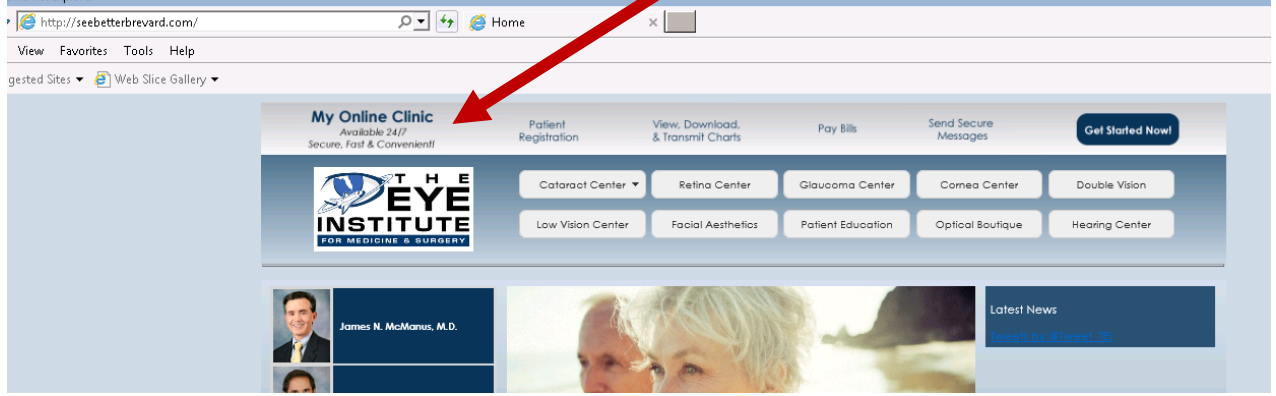 http://seebetterbrevard.com/
Home
View Favorites Tools Help
gested Sites Web Slice Gallery
My Online Clinic
Available 24/7
Secure, Fast & Convenient!
Patient
Registration
View, Download,
& Transmit Charts
Pay Bills
Send Secure
Messages
Get Started Now!
THE
EYE
INSTITUTE
FOR MEDICINE & SURGERY
Cataract Center
Retina Center
Glaucoma Center
Cornea Center
Double Vision
Low Vision Center
Facial Aesthetics
Patient Education
Optical Boutique
Hearing Center
James N. McManus, M.D.
Latest News
Tweets by